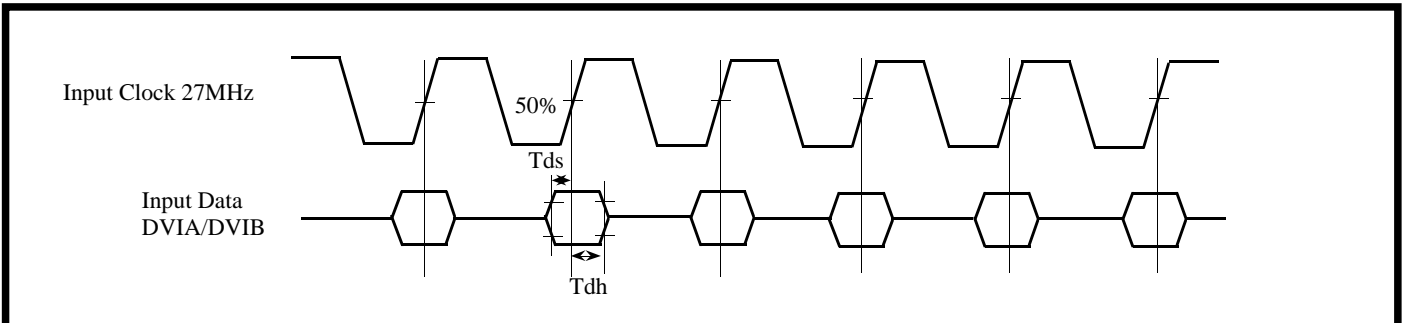 Input Clock 27MHz
50%
Tds
Input Data
DVIA/DVIB
Tdh